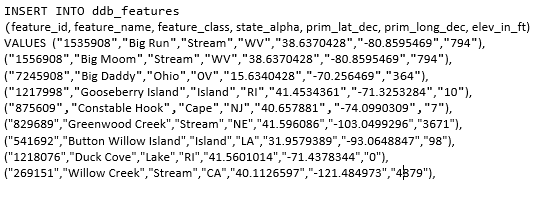 INSERT INTO ddb_features
(feature_id, feature_name, feature_class, state_alpha, prim_lat_dec, prim_long_dec, elev_in_ft)
VALUES ("1535908","Big Run","Stream","WV","38.6370428","-80.8595469","794"),
("1556908","Big Moom","Stream","WV","38.6370428","-80.8595469","794"),
("7245908","Big Daddy","Ohio","OV","15.6340428","-70.256469","364"),
("1217998","Gooseberry Island","Island","RI","41.4534361","-71.3253284","10"),
("875609","Constable Hook","Cape","NJ","40.657881","-74.0990309","7"),
("829689","Greenwood Creek","Stream","NE","41.596086","-103.0499296","3671"),
("541692","Button Willow Island","Island","LA","31.9579389","-93.0648847","98"),
("1218076","Duck Cove","Lake","RI","41.5601014","-71.4378344","0"),
("269151","Willow Creek","Stream","CA","40.1126597","-121.484973","4879"),